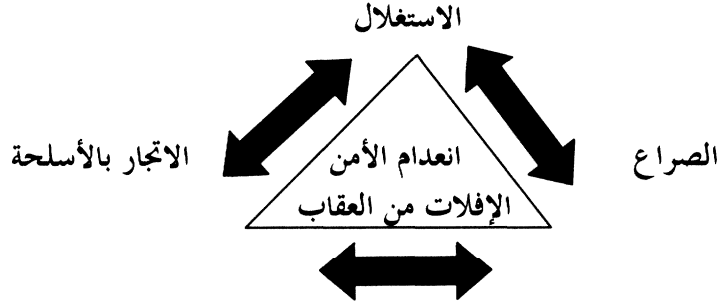 الاستغلال
الصراع
الاتجار بالأسلحة
انعدام الأمن
الإفلات من العقاب